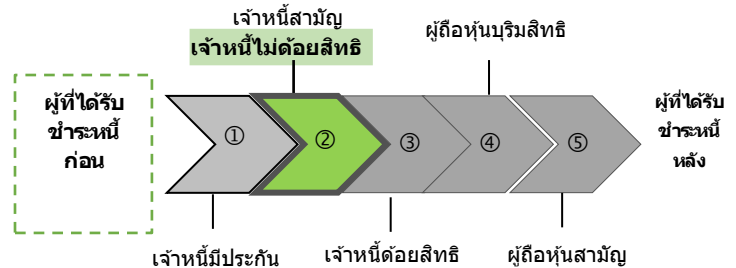 เจ้าหนี้สามัญ
เจ้าหนี้ไม่ด้อยสิทธิ
ผู้ถือหุ้นบุริมสิทธิ
ผู้ที่ได้รับ
ชำระหนี้
ก่อน
① ② ③ ④ ⑤
ผู้ที่ได้รับ
ชำระหนี้
หลัง
เจ้าหนี้มีประกัน
เจ้าหนี้ด้อยสิทธิ
ผู้ถือหุ้นสามัญ